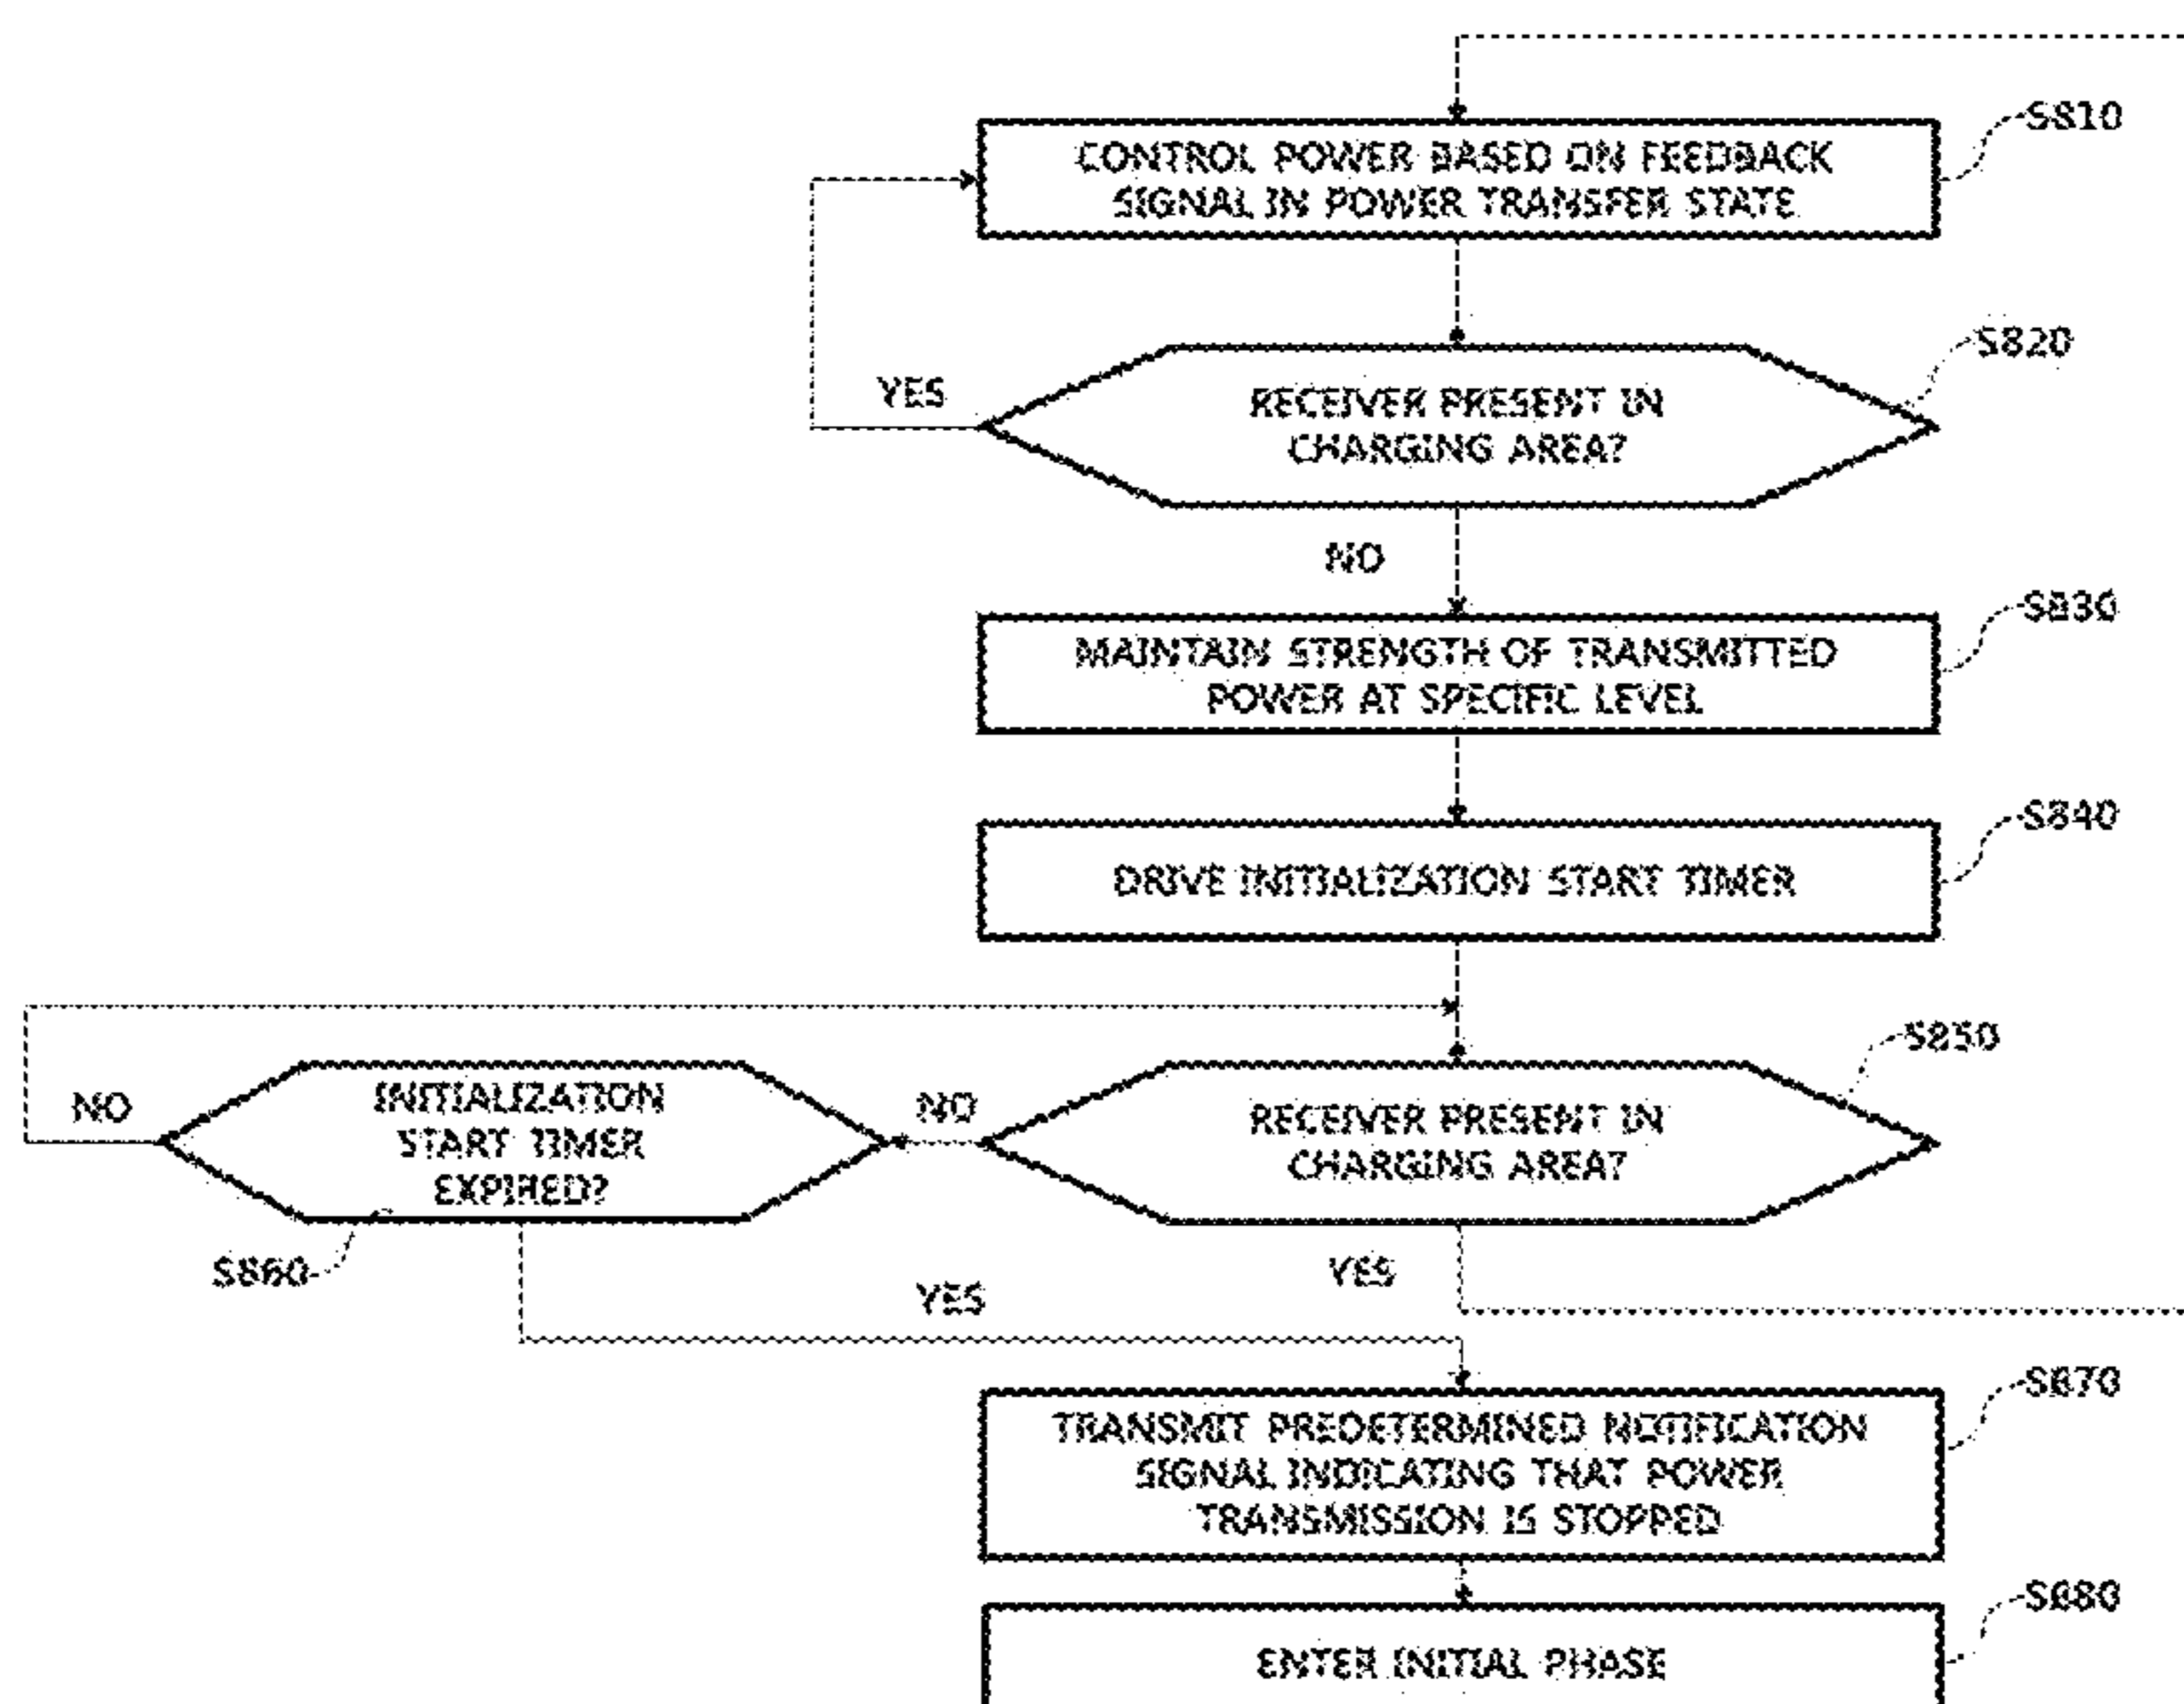 S810
CONTROL POWER BASED ON FEEDBACK
SIGNAL IN POWER TRANSFER STATE
S820
YES
RECEIVER PRESENT IN
CHARGING AREA?
NO
S830
MAINTAIN STRENGTH OF TRANSMITTED
POWER AT SPECIFIC LEVEL
S840
DRIVE INITIALIZATION START TIMER
S850
NO
INITIALIZATION
START TIMER
EXPIRED?
NO
RECEIVER PRESENT IN
CHARGING AREA?
S860
YES
YES
S870
TRANSMIT PREDETERMINED NOTIFICATION
SIGNAL INDICATING THAT POWER
TRANSMISSION IS STOPPED
S880
ENTER INITIAL PHASE